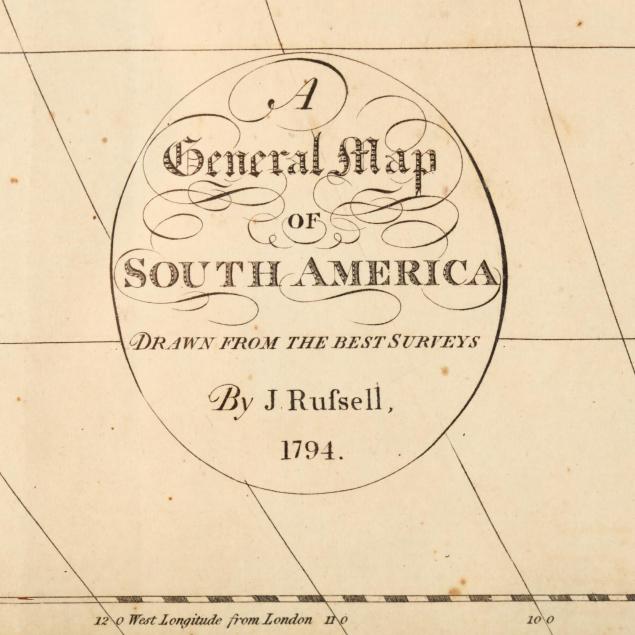 A
General Map
OF
SOUTH AMERICA
DRAWN FROM THE BEST SURVEYS
By J. Ruſsell,
1794.
120 West Longitude from London 110 100